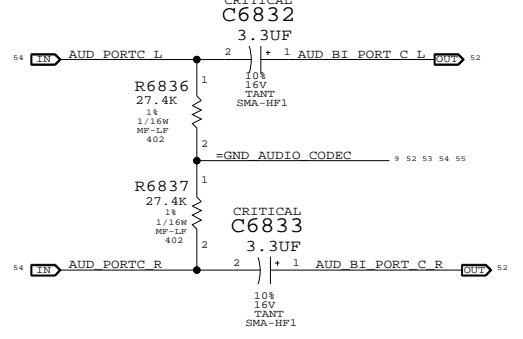 CRITICAL
C6832
3.3UF
54 IN AUD_PORTC_L 2 + 1 AUD_BI_PORT_C_L OUT 52
10%
16V
TANT
SMA-HF1
1
R6836
27.4K
1%
1/16W
MF-LF
402
2
=GND_AUDIO_CODEC 9 52 53 54 55
1
R6837
27.4K
1%
1/16W
MF-LF
402
2
CRITICAL
C6833
3.3UF
54 IN AUD_PORTC_R 2 + 1 AUD_BI_PORT_C_R OUT 52
10%
16V
TANT
SMA-HF1